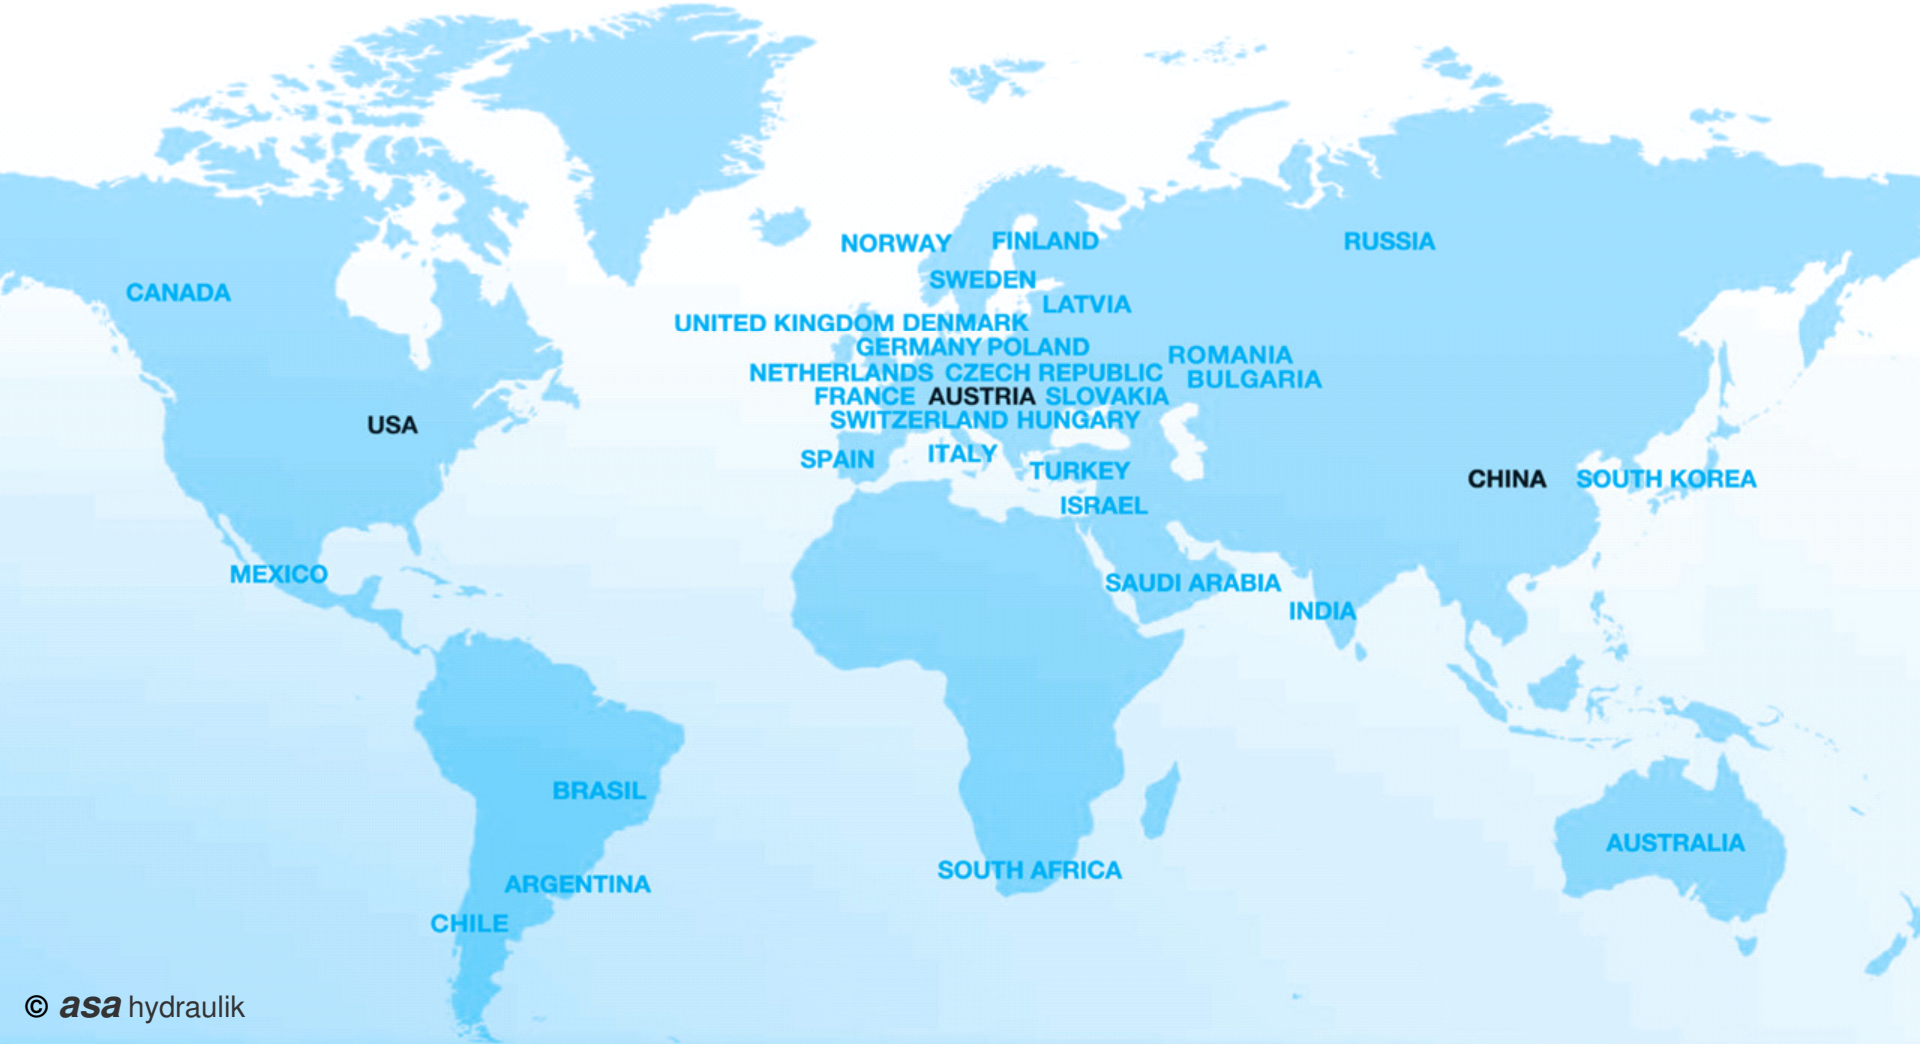 NORWAY FINLAND RUSSIA
SWEDEN
CANADA
LATVIA
UNITED KINGDOM DENMARK
GERMANY POLAND
ROMANIA
NETHERLANDS CZECH REPUBLIC
BULGARIA
FRANCE AUSTRIA SLOVAKIA
SWITZERLAND HUNGARY
USA
SPAIN
ITALY
TURKEY
CHINA SOUTH KOREA
ISRAEL
MEXICO
SAUDI ARABIA
INDIA
BRASIL
AUSTRALIA
SOUTH AFRICA
ARGENTINA
CHILE
© asa hydraulik